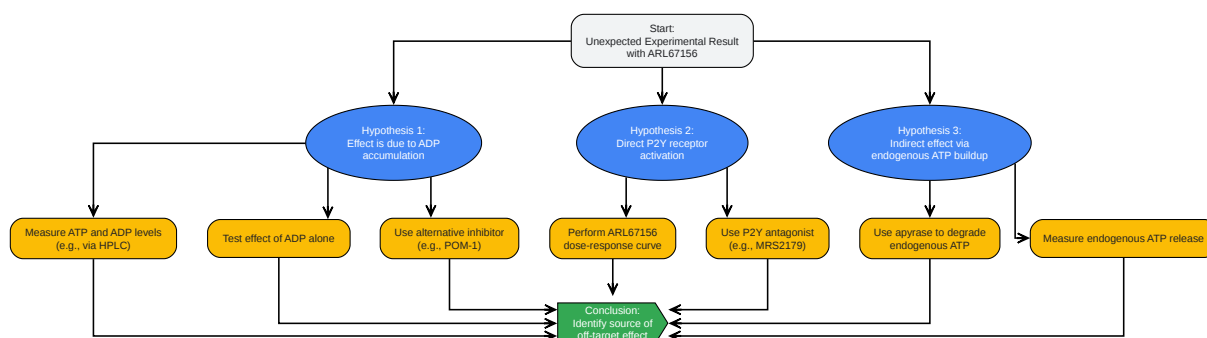 Start:
Unexpected Experimental Result
with ARL67156
Hypothesis 1:
Effect is due to ADP
accumulation
Hypothesis 2:
Direct P2Y receptor
activation
Hypothesis 3:
Indirect effect via
endogenous ATP buildup
Measure ATP and ADP levels
(e.g., via HPLC)
Test effect of ADP alone
Use alternative inhibitor
(e.g., POM-1)
Perform ARL67156
dose-response curve
Use P2Y antagonist
(e.g., MRS2179)
Use apyrase to degrade
endogenous ATP
Measure endogenous ATP release
Conclusion:
Identify source of
off-target effect